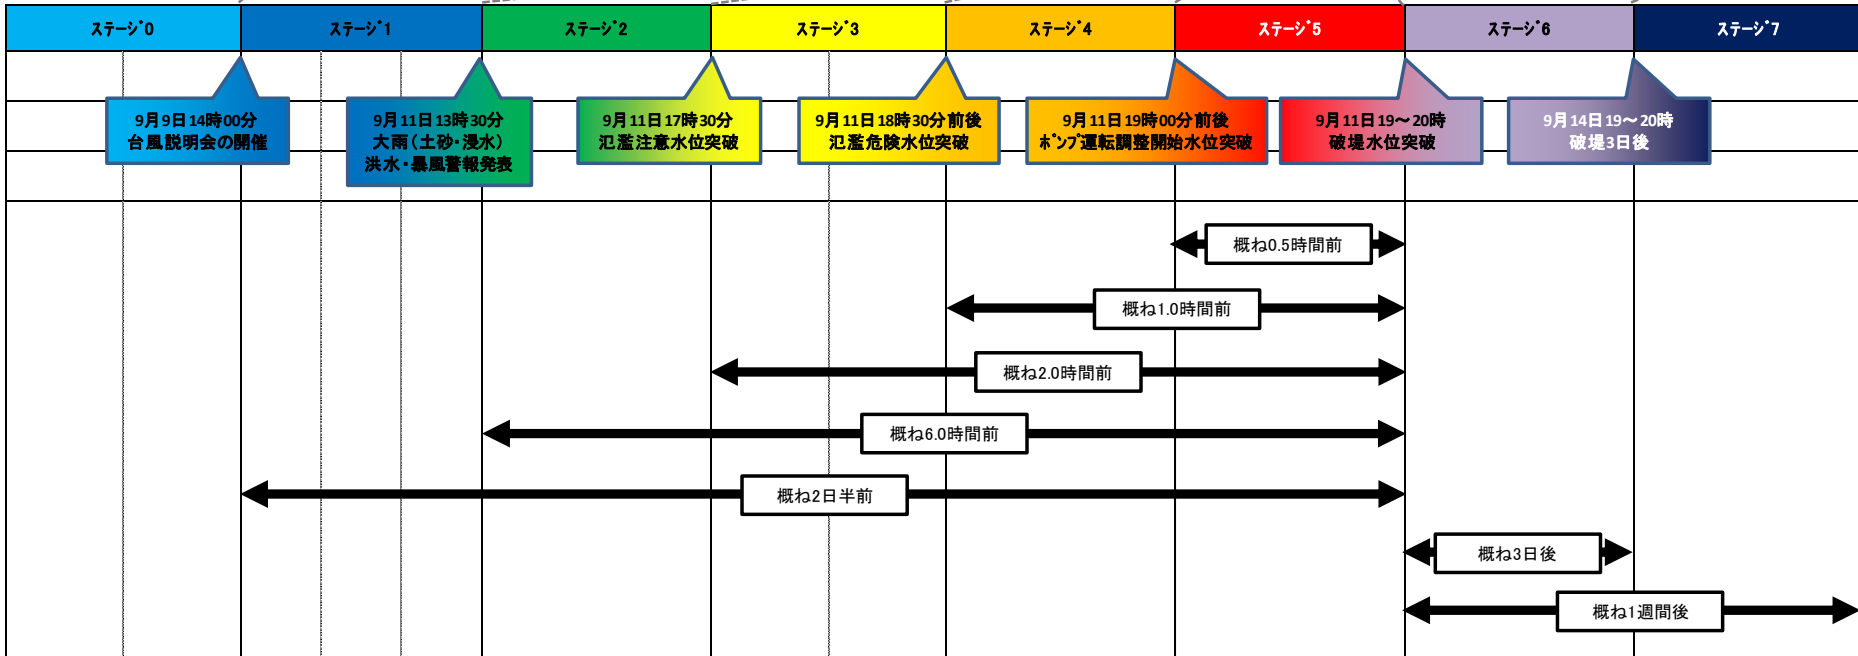 ステージ0
ステージ1
ステージ2
ステージ3
ステージ4
ステージ5
ステージ6
ステージ7
9月9日14時00分
台風説明会の開催
9月11日13時30分
大雨（土砂・浸水）
洪水・暴風警報発表
9月11日17時30分
氾濫注意水位突破
9月11日18時30分前後
氾濫危険水位突破
9月11日19時00分前後
ポンプ運転調整開始水位突破
9月11日19～20時
破堤水位突破
9月14日19～20時
破堤3日後
概ね0.5時間前
概ね1.0時間前
概ね2.0時間前
概ね6.0時間前
概ね2日半前
概ね3日後
概ね1週間後